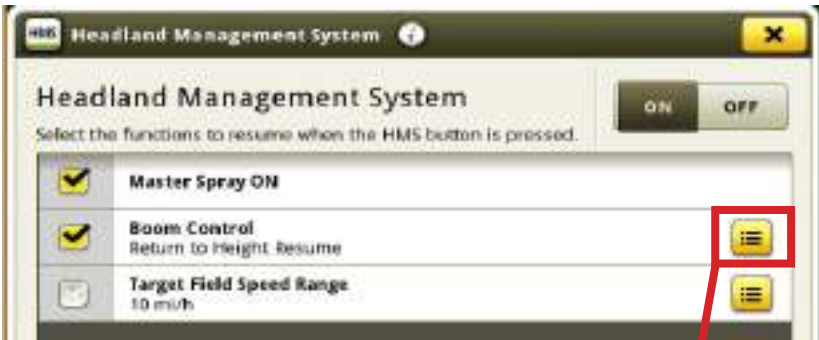 HMS Headland Management System i
Headland Management System
ON OFF
Select the functions to resume when the HMS button is pressed.
Master Spray ON
Boom Control
Return to Height Resume
Target Field Speed Range
10 mi/h